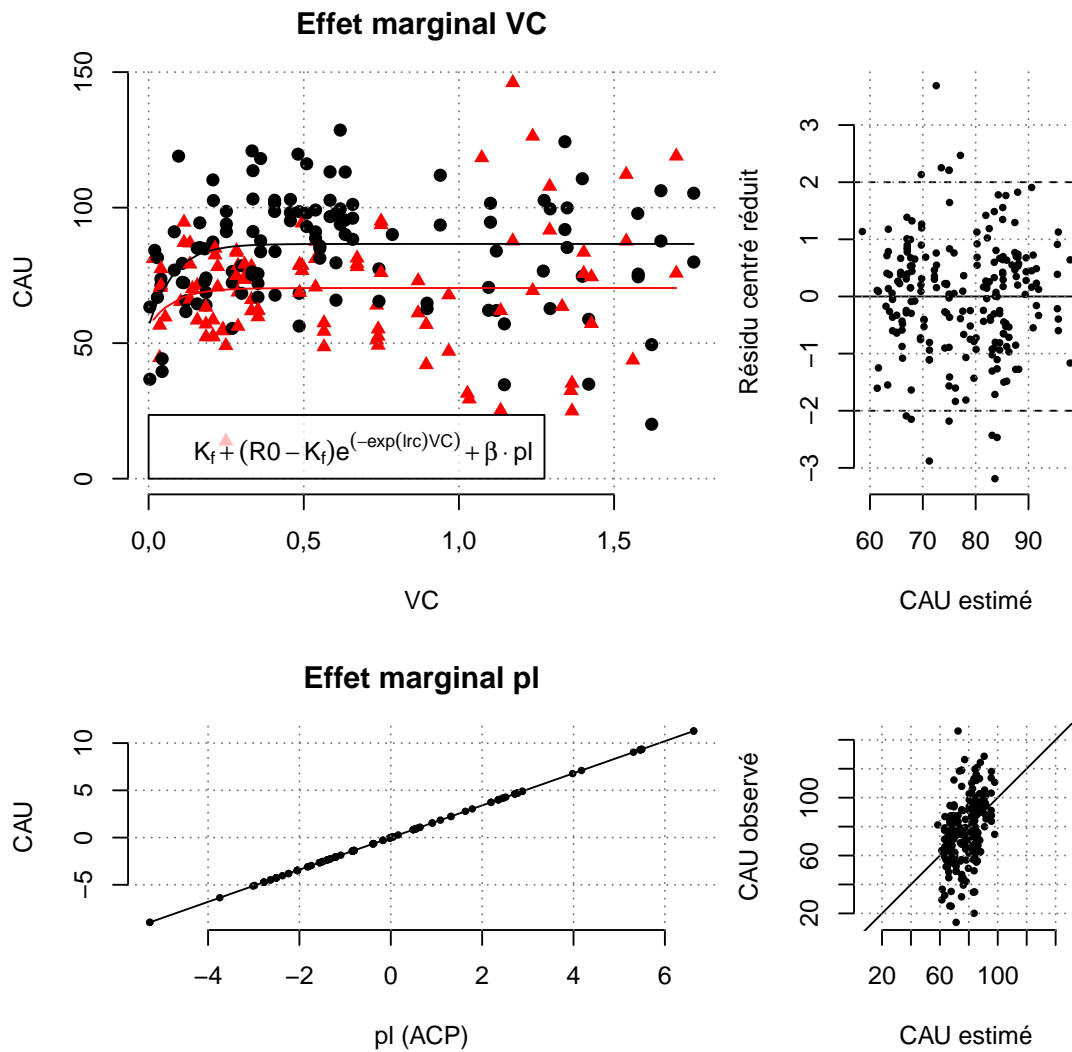 Effet marginal VC
CAU
150
100
50
0
K_f + (R0 − K_f)e^(−exp(lrc)VC) + β · pl
0,0 0,5 1,0 1,5
VC
Résidu centré réduit
3
2
1
0
−1
−2
−3
60 70 80 90
CAU estimé
Effet marginal pl
CAU
10
5
0
−5
−4 −2 0 2 4 6
pl (ACP)
CAU observé
100
60
20
20 60 100
CAU estimé